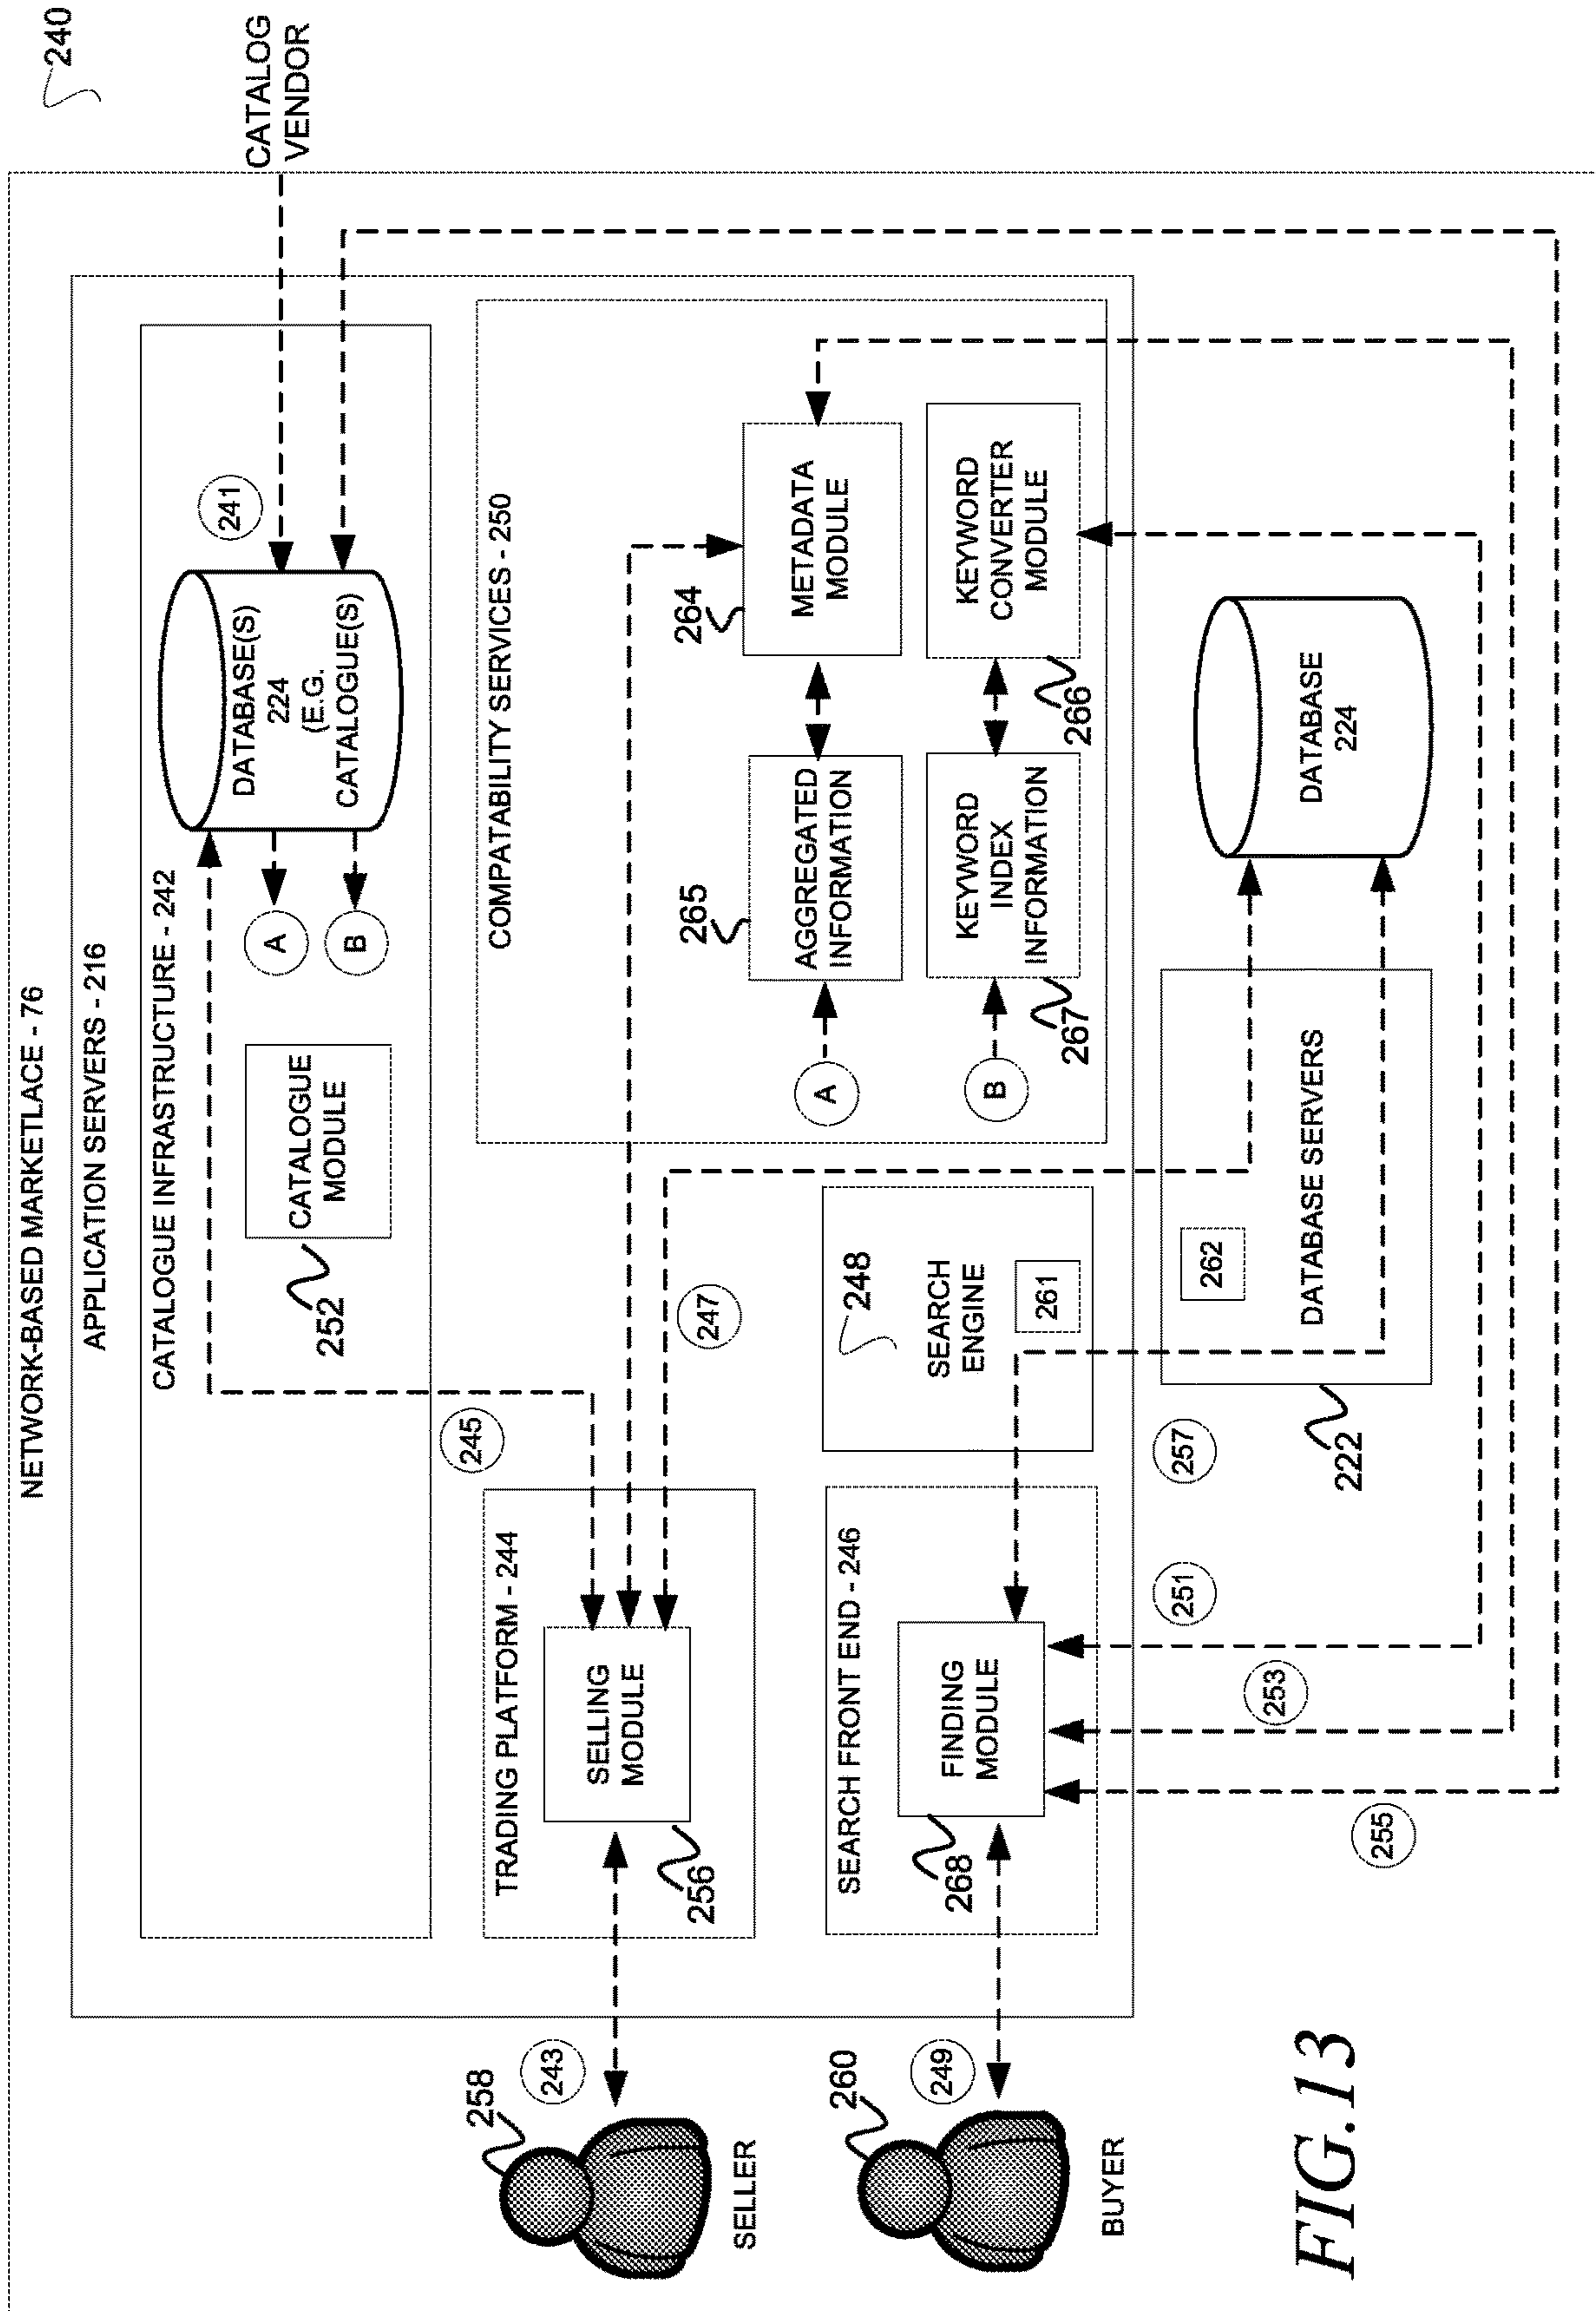 240
NETWORK-BASED MARKETLACE - 76
APPLICATION SERVERS - 216
CATALOGUE INFRASTRUCTURE - 242
CATALOG
VENDOR
241
DATABASE(S)
224
(E.G.
CATALOGUE(S)
A
B
CATALOGUE
MODULE
252
245
TRADING PLATFORM - 244
SELLING
MODULE
256
258
243
SELLER
247
COMPATABILITY SERVICES - 250
264
METADATA
MODULE
265
AGGREGATED
INFORMATION
A
KEYWORD
CONVERTER
MODULE
266
KEYWORD
INDEX
INFORMATION
267
B
248
SEARCH
ENGINE
261
SEARCH FRONT END - 246
FINDING
MODULE
268
260
249
BUYER
257
251
253
255
262
DATABASE SERVERS
222
DATABASE
224
FIG.13